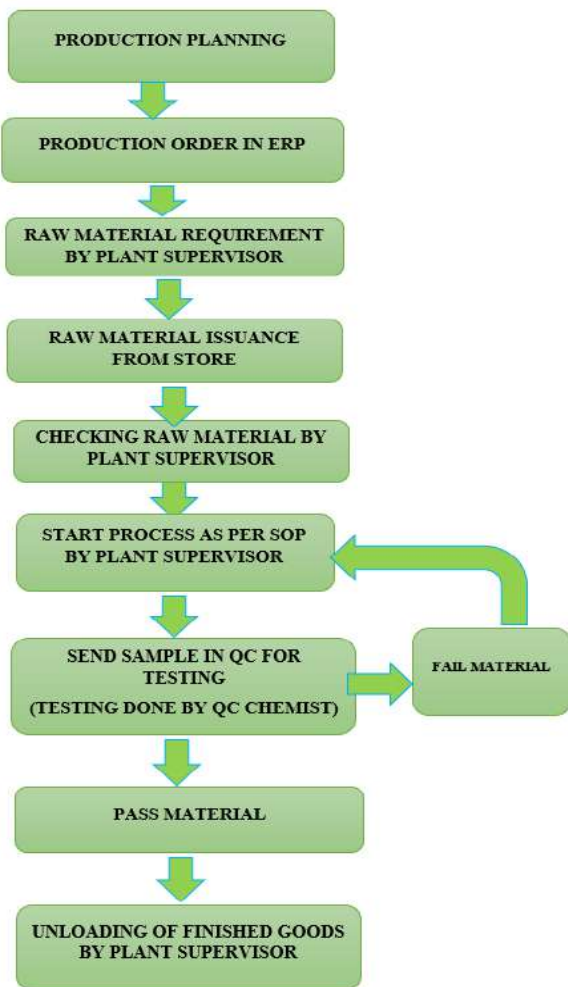 PRODUCTION PLANNING
PRODUCTION ORDER IN ERP
RAW MATERIAL REQUIREMENT
BY PLANT SUPERVISOR
RAW MATERIAL ISSUANCE
FROM STORE
CHECKING RAW MATERIAL BY
PLANT SUPERVISOR
START PROCESS AS PER SOP
BY PLANT SUPERVISOR
SEND SAMPLE IN QC FOR
TESTING
(TESTING DONE BY QC CHEMIST)
FAIL MATERIAL
PASS MATERIAL
UNLOADING OF FINISHED GOODS
BY PLANT SUPERVISOR